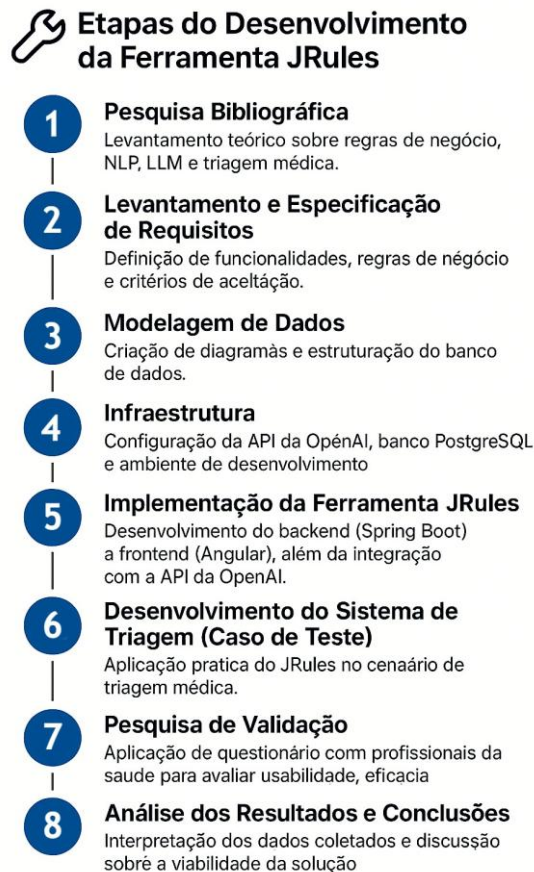 Etapas do Desenvolvimento
da Ferramenta JRules
1
Pesquisa Bibliográfica
Levantamento teórico sobre regras de negócio,
NLP, LLM e triagem médica.
2
Levantamento e Especificação
de Requisitos
Definição de funcionalidades, regras de négócio
e critérios de aceltáção.
3
Modelagem de Dados
Criação de diagramàs e estruturação do banco
de dados.
4
Infraestrutura
Configuração da API da OpénAI, banco PostgreSQL
e ambiente de desenvolvimento
5
Implementação da Ferramenta JRules
Desenvolvimento do backend (Spring Boot)
a frontend (Angular), além da integração
com a API da OpenAI.
6
Desenvolvimento do Sistema de
Triagem (Caso de Teste)
Aplicação pratica do JRules no cenaário de
triagem médica.
7
Pesquisa de Validação
Aplicação de questionário com profissionais da
saude para avaliar usabilidade, eficacia
8
Análise dos Resultados e Conclusões
Interpretação dos dados coletados e discussão
sobré a viabilidade da solução